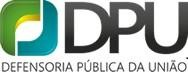 DPU
DEFENSORIA PÚBLICA DA UNIÃO